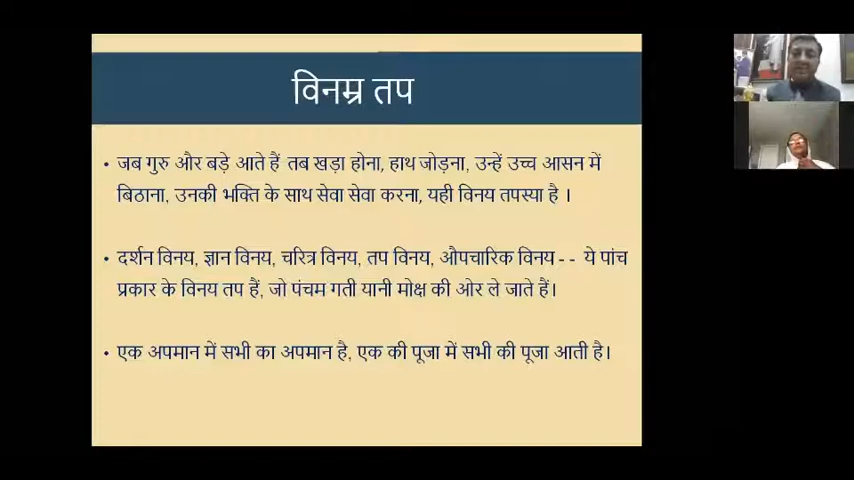 विनम्र तप
• जब गुरु और बड़े आते हैं तब खड़ा होना, हाथ जोड़ना, उन्हें उच्च आसन में
बिठाना, उनकी भक्ति के साथ सेवा सेवा करना, यही विनय तपस्या है ।
• दर्शन विनय, ज्ञान विनय, चरित्र विनय, तप विनय, औपचारिक विनय - - ये पांच
प्रकार के विनय तप हैं, जो पंचम गती यानी मोक्ष की ओर ले जाते हैं।
• एक अपमान में सभी का अपमान है, एक की पूजा में सभी की पूजा आती है।